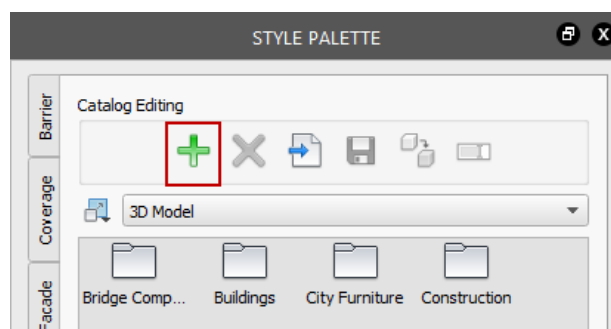 STYLE PALETTE
Barrier
Coverage
Facade
Catalog Editing
3D Model
Bridge Comp...
Buildings
City Furniture
Construction